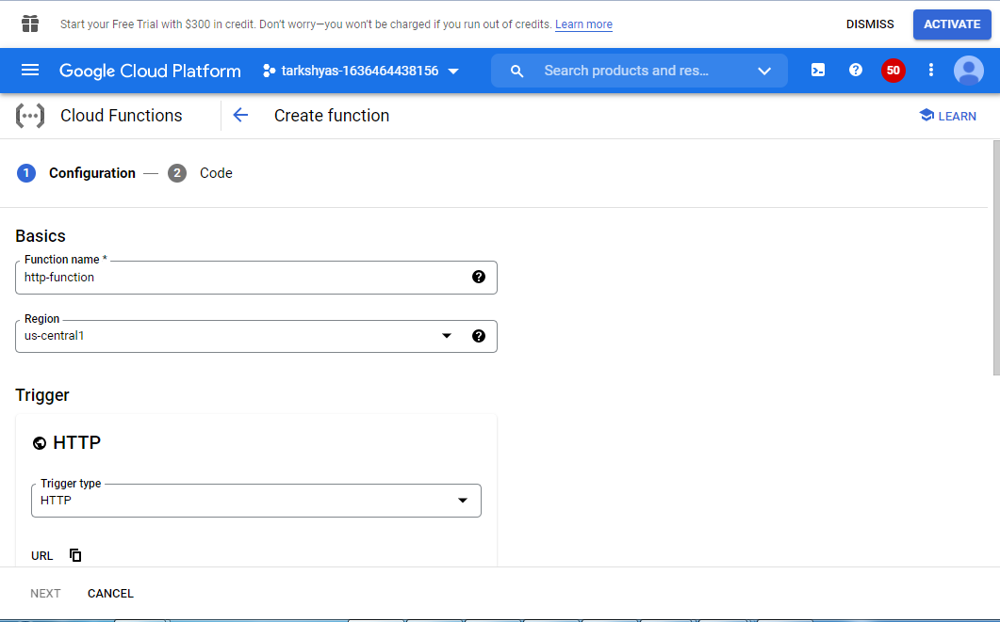 Start your Free Trial with $300 in credit. Don't worry—you won't be charged if you run out of credits. Learn more
DISMISS
ACTIVATE
Google Cloud Platform
tarkshyas-1636464438156
Search products and res...
50
Cloud Functions
Create function
LEARN
1 Configuration — 2 Code
Basics
Function name *
http-function
Region
us-central1
Trigger
HTTP
Trigger type
HTTP
URL
NEXT
CANCEL